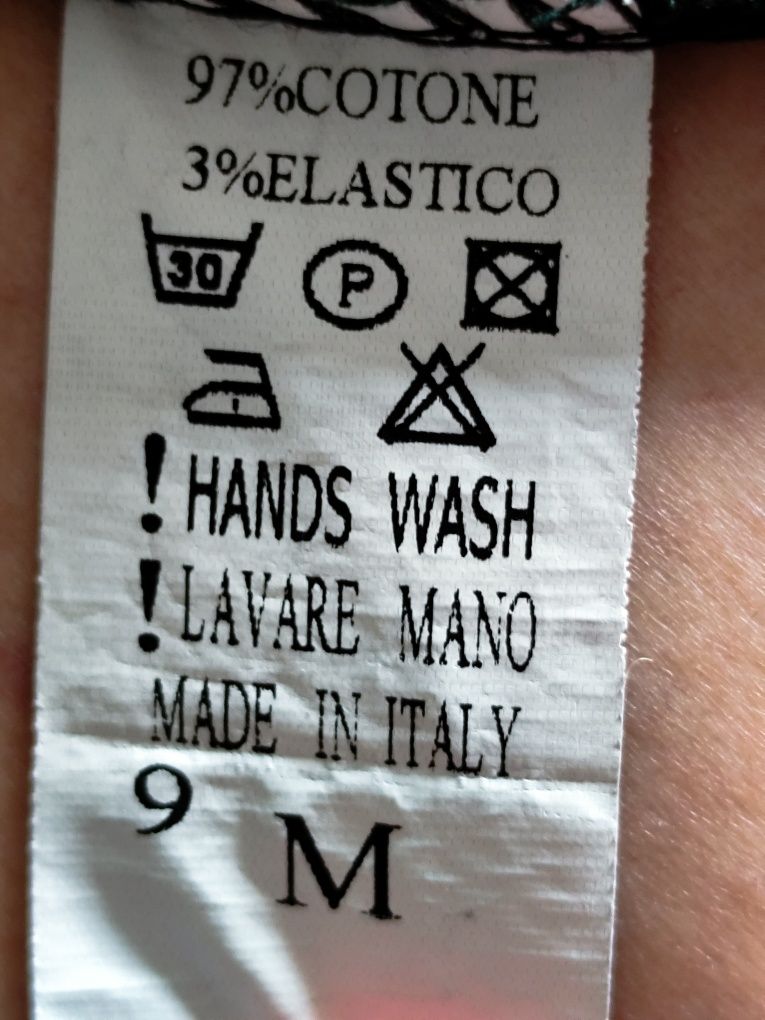 97%COTONE
3%ELASTICO
30 P
! HANDS WASH
! LAVARE MANO
MADE IN ITALY
9
M